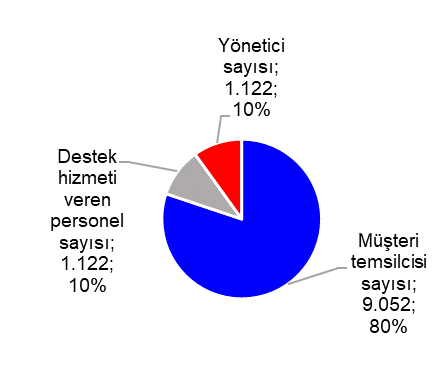 Yönetici
sayısı;
1.122;
10%
Destek
hizmeti
veren
personel
sayısı;
1.122;
10%
Müşteri
temsilcisi
sayısı;
9.052;
80%